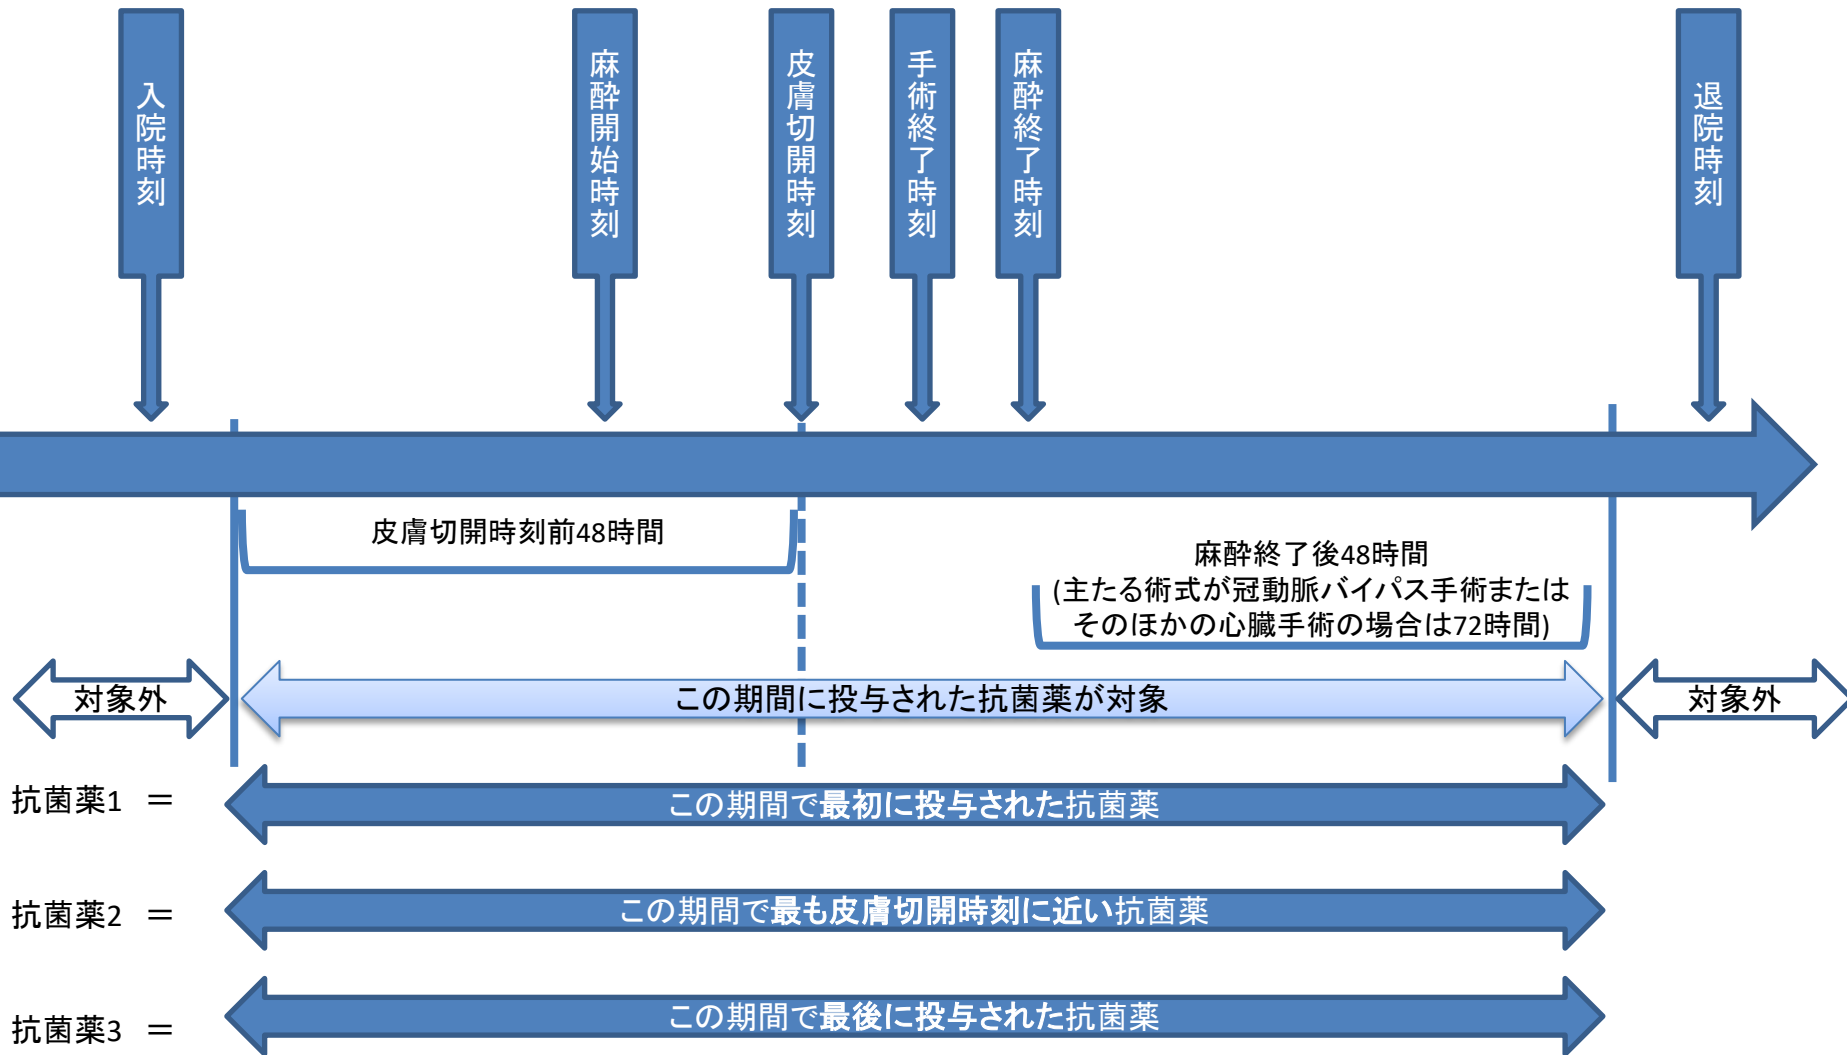 入院時刻
麻酔開始時刻
皮膚切開時刻
手術終了時刻
麻酔終了時刻
退院時刻
皮膚切開時刻前48時間
麻酔終了後48時間
(主たる術式が冠動脈バイパス手術または
そのほかの心臓手術の場合は72時間)
対象外
この期間に投与された抗菌薬が対象
対象外
抗菌薬1 ＝
この期間で最初に投与された抗菌薬
抗菌薬2 ＝
この期間で最も皮膚切開時刻に近い抗菌薬
抗菌薬3 ＝
この期間で最後に投与された抗菌薬